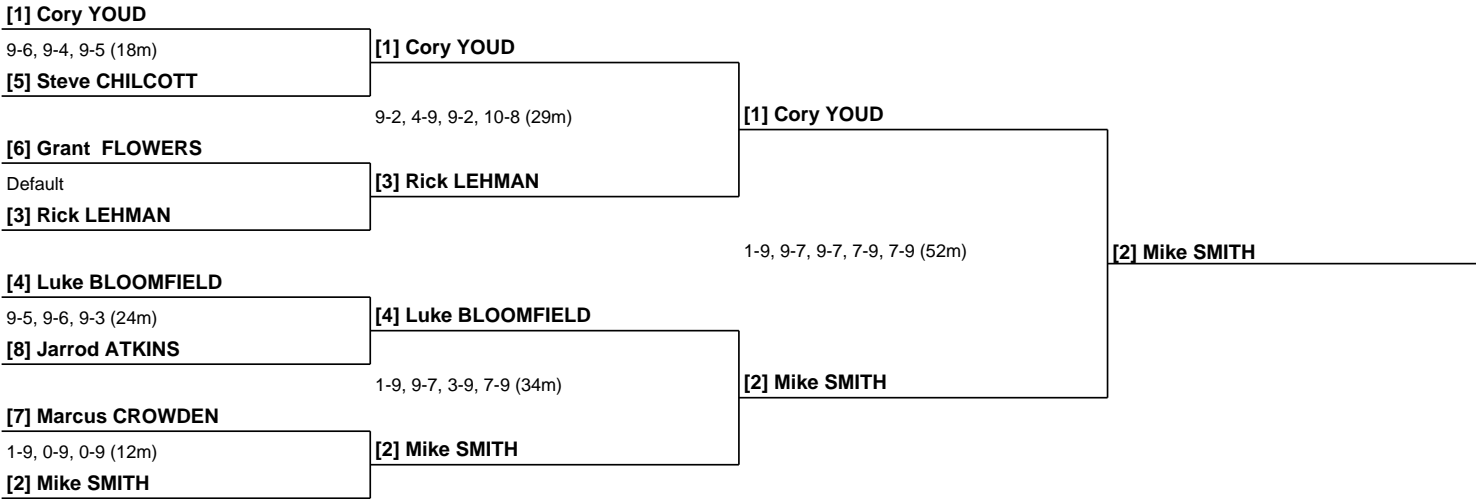 [1] Cory YOUD
9-6, 9-4, 9-5 (18m)
[5] Steve CHILCOTT
[6] Grant  FLOWERS
Default
[3] Rick LEHMAN
[4] Luke BLOOMFIELD
9-5, 9-6, 9-3 (24m)
[8] Jarrod ATKINS
[7] Marcus CROWDEN
1-9, 0-9, 0-9 (12m)
[2] Mike SMITH
[1] Cory YOUD
9-2, 4-9, 9-2, 10-8 (29m)
[3] Rick LEHMAN
[4] Luke BLOOMFIELD
1-9, 9-7, 3-9, 7-9 (34m)
[2] Mike SMITH
[1] Cory YOUD
1-9, 9-7, 9-7, 7-9, 7-9 (52m)
[2] Mike SMITH
[2] Mike SMITH